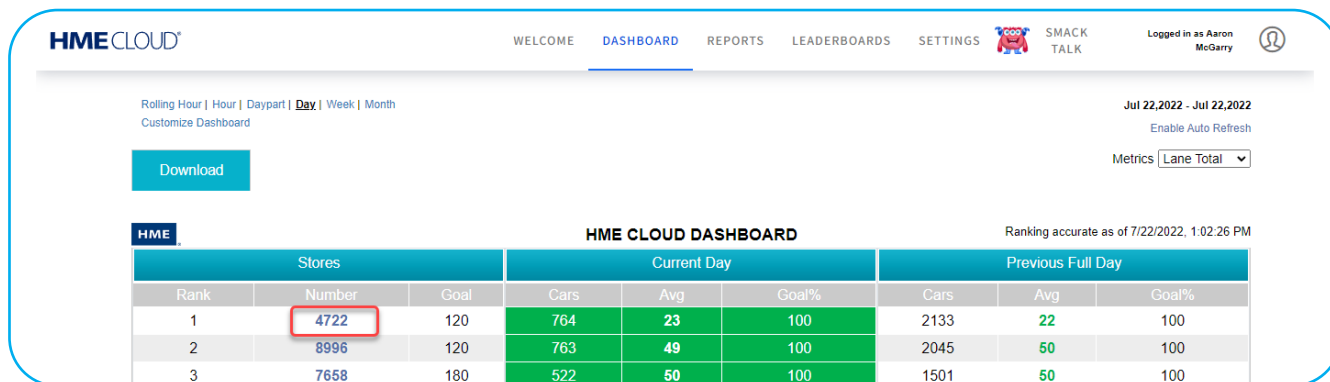 HME CLOUD®
WELCOME DASHBOARD REPORTS LEADERBOARDS SETTINGS SMACK TALK Logged in as Aaron McGarry
Rolling Hour | Hour | Daypart | Day | Week | Month
Customize Dashboard
Jul 22,2022 - Jul 22,2022
Enable Auto Refresh
Download
Metrics Lane Total
HME
HME CLOUD DASHBOARD
Ranking accurate as of 7/22/2022, 1:02:26 PM
Stores Current Day Previous Full Day
Rank Number Goal Cars Avg Goal% Cars Avg Goal%
1 4722 120 764 23 100 2133 22 100
2 8996 120 763 49 100 2045 50 100
3 7658 180 522 50 100 1501 50 100